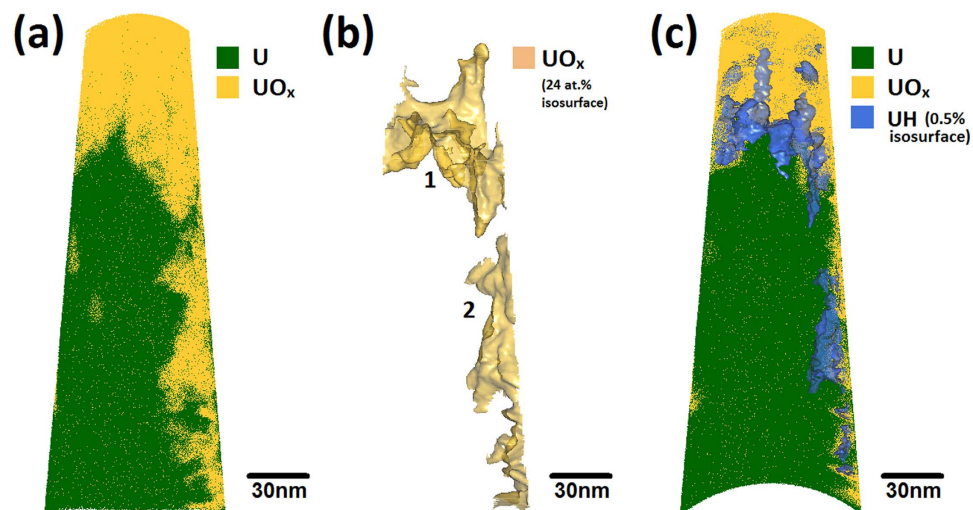 (a)
U
UOx
30nm
(b)
UOx
(24 at.%
isosurface)
1
2
30nm
(c)
U
UOx
UH (0.5%
isosurface)
30nm